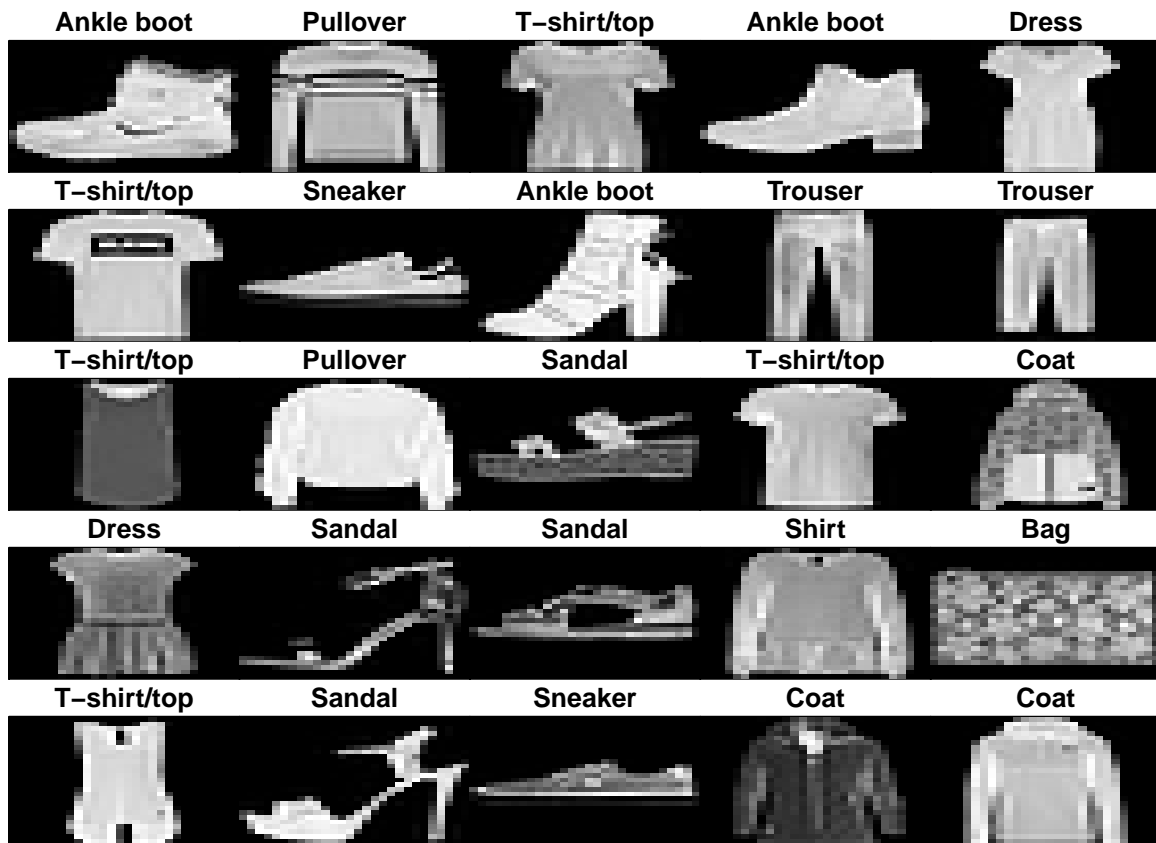 Ankle boot Pullover T−shirt/top Ankle boot Dress
T−shirt/top Sneaker Ankle boot Trouser Trouser
T−shirt/top Pullover Sandal T−shirt/top Coat
Dress Sandal Sandal Shirt Bag
T−shirt/top Sandal Sneaker Coat Coat